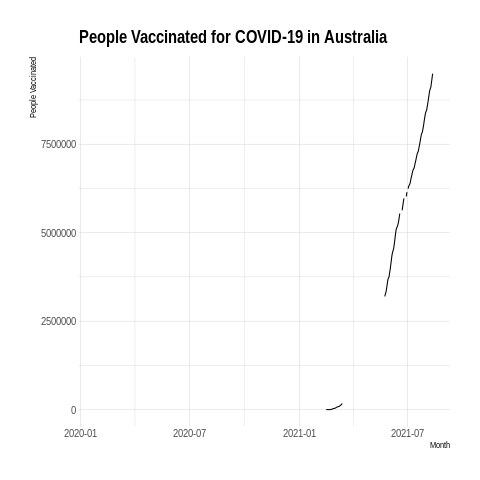 People Vaccinated for COVID-19 in Australia
People Vaccinated
7500000
5000000
2500000
0
2020-01 2020-07 2021-01 2021-07
Month